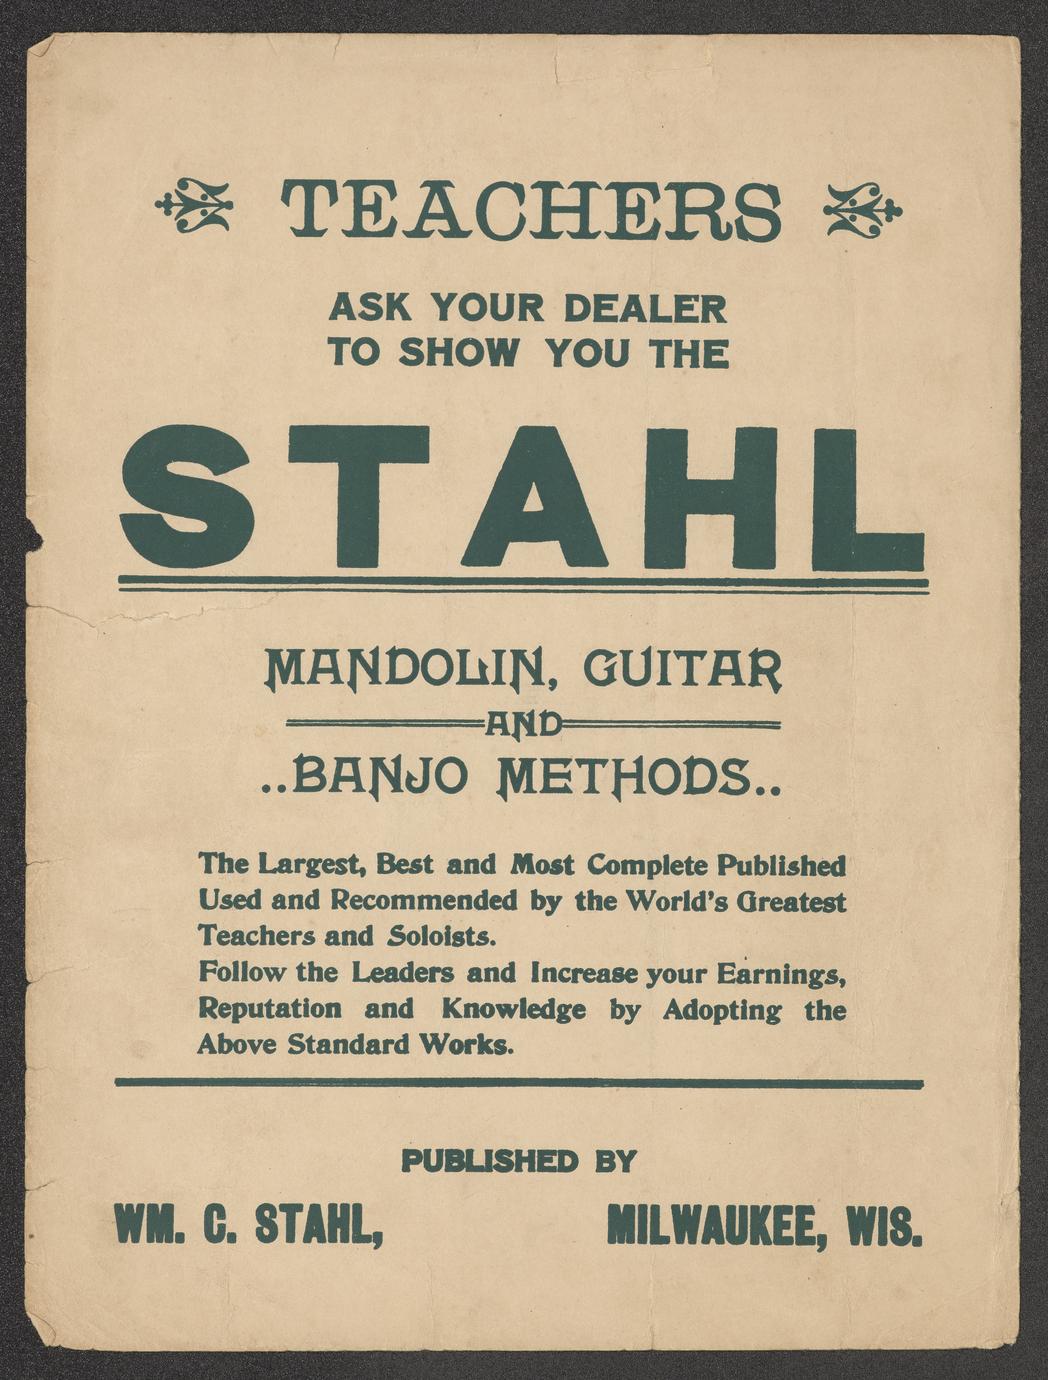 TEACHERS
ASK YOUR DEALER
TO SHOW YOU THE
STAHL
MANDOLIN, GUITAR
AND
..BANJO METHODS..
The Largest, Best and Most Complete Published
Used and Recommended by the World's Greatest
Teachers and Soloists.
Follow the Leaders and Increase your Earnings,
Reputation and Knowledge by Adopting the
Above Standard Works.
PUBLISHED BY
WM. C. STAHL, MILWAUKEE, WIS.